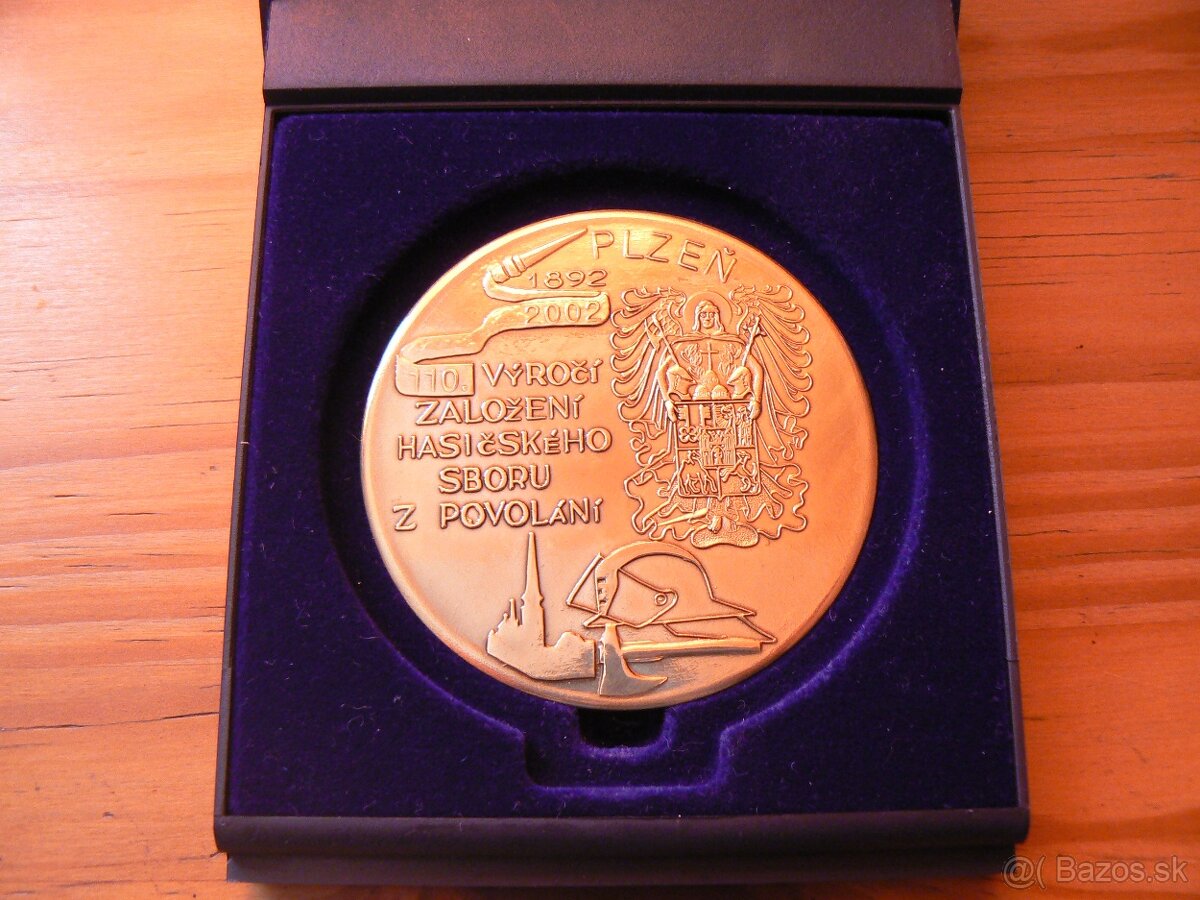 PLZEŇ
1892
2002
110. VÝROČÍ
ZALOŽENÍ
HASIČSKÉHO
SBORU
Z POVOLÁNÍ
@( Bazos.sk